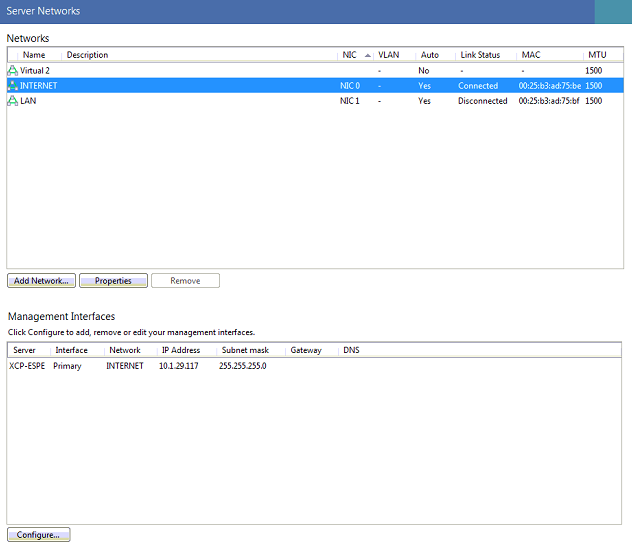 Server Networks
Networks
Name Description NIC VLAN Auto Link Status MAC MTU
Virtual 2 - No - - 1500
INTERNET NIC 0 - Yes Connected 00:25:b3:ad:75:be 1500
LAN NIC 1 - Yes Disconnected 00:25:b3:ad:75:bf 1500
Add Network... Properties Remove
Management Interfaces
Click Configure to add, remove or edit your management interfaces.
Server Interface Network IP Address Subnet mask Gateway DNS
XCP-ESPE Primary INTERNET 10.1.29.117 255.255.255.0
Configure...